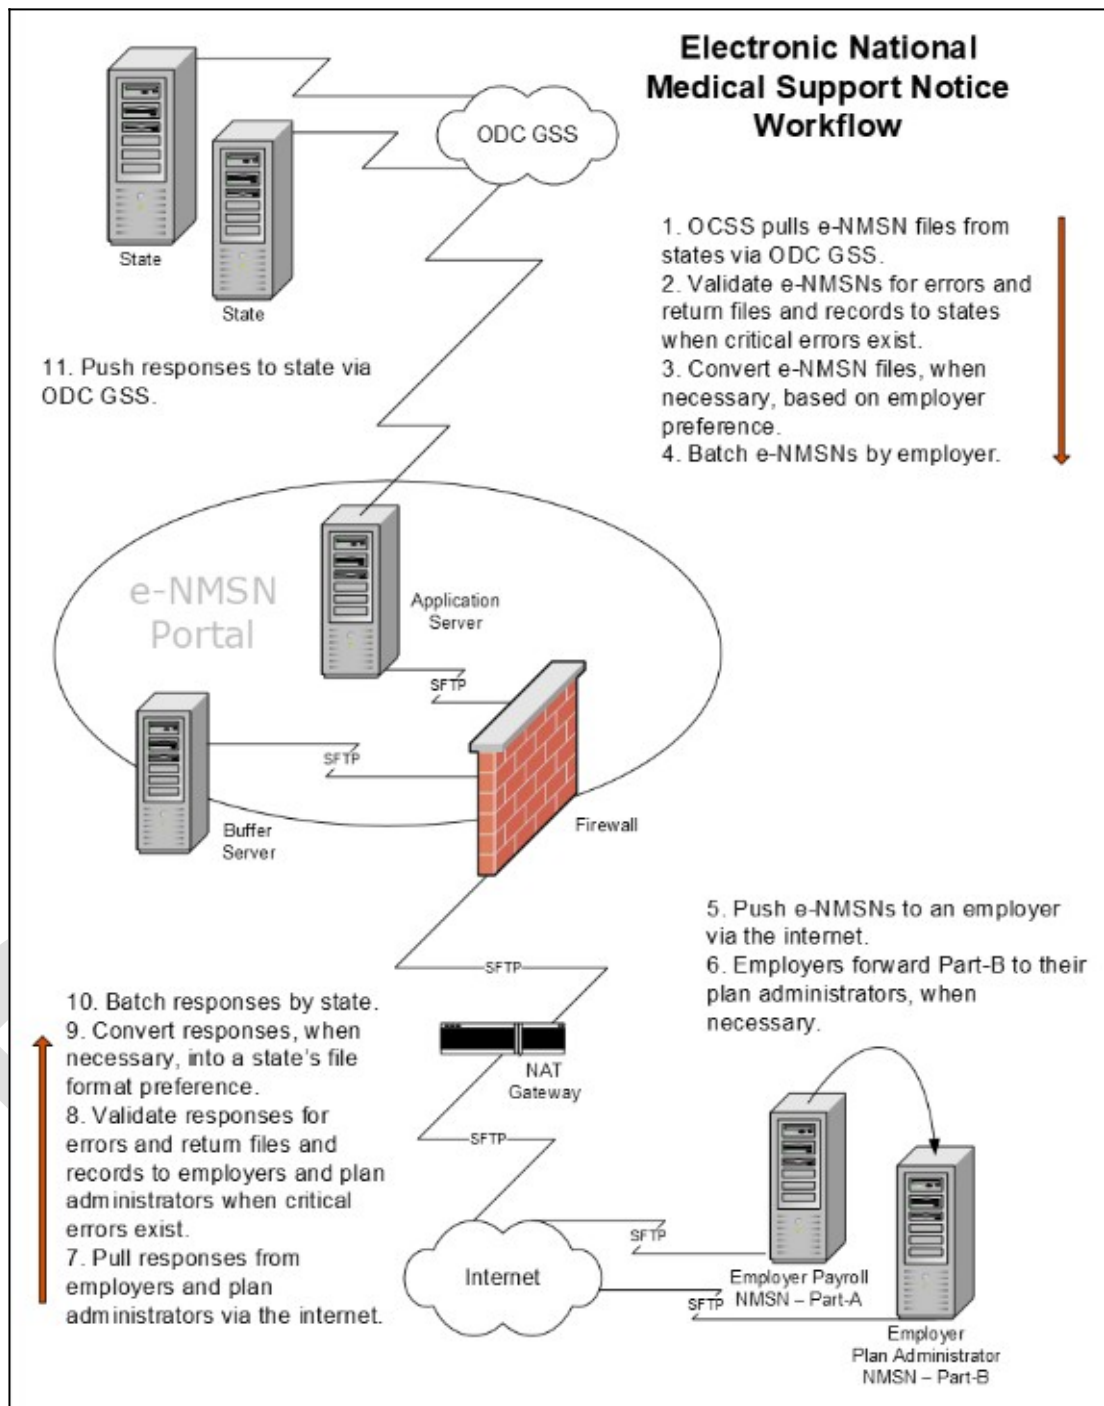 Electronic National
Medical Support Notice
Workflow
ODC GSS
State
State
1. OCSS pulls e-NMSN files from
states via ODC GSS.
2. Validate e-NMSNs for errors and
return files and records to states
when critical errors exist.
3. Convert e-NMSN files, when
necessary, based on employer
preference.
4. Batch e-NMSNs by employer.
11. Push responses to state via
ODC GSS.
e-NMSN
Portal
Application
Server
SFTP
SFTP
Buffer
Server
Firewall
5. Push e-NMSNs to an employer
via the internet.
6. Employers forward Part-B to their
plan administrators, when
necessary.
SFTP
NAT
Gateway
SFTP
10. Batch responses by state.
9. Convert responses, when
necessary, into a state's file
format preference.
8. Validate responses for
errors and return files and
records to employers and plan
administrators when critical
errors exist.
7. Pull responses from
employers and plan
administrators via the internet.
Internet
SFTP
SFTP
Employer Payroll
NMSN – Part-A
Employer
Plan Administrator
NMSN – Part-B